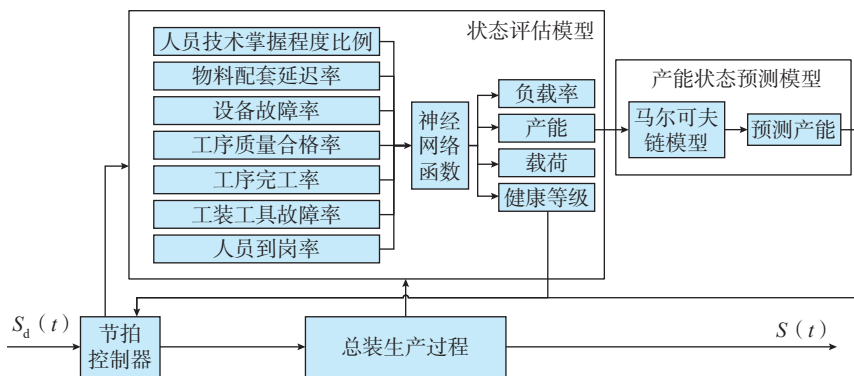 状态评估模型
人员技术掌握程度比例
物料配套延迟率
设备故障率
工序质量合格率
工序完工率
工装工具故障率
人员到岗率
神经
网络
函数
负载率
产能
载荷
健康等级
产能状态预测模型
马尔可夫
链模型
预测产能
S_d（t）
节拍
控制器
总装生产过程
S（t）